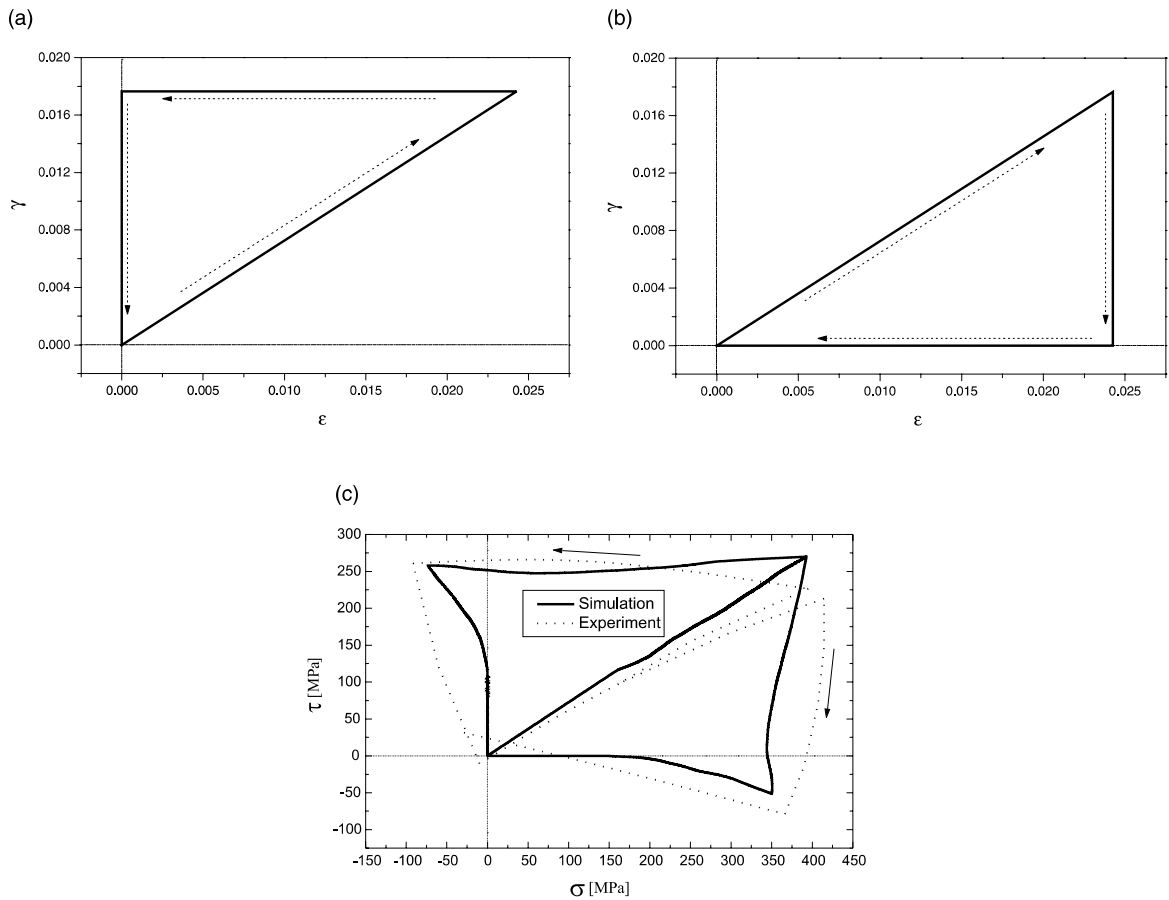 (a)
(b)
0.020
0.016
0.012
0.008
0.004
0.000
γ
0.000 0.005 0.010 0.015 0.020 0.025
ε
0.020
0.016
0.012
0.008
0.004
0.000
γ
0.000 0.005 0.010 0.015 0.020 0.025
ε
(c)
300
250
200
150
100
50
0
-50
-100
τ [MPa]
Simulation
Experiment
-150 -100 -50 0 50 100 150 200 250 300 350 400 450
σ [MPa]